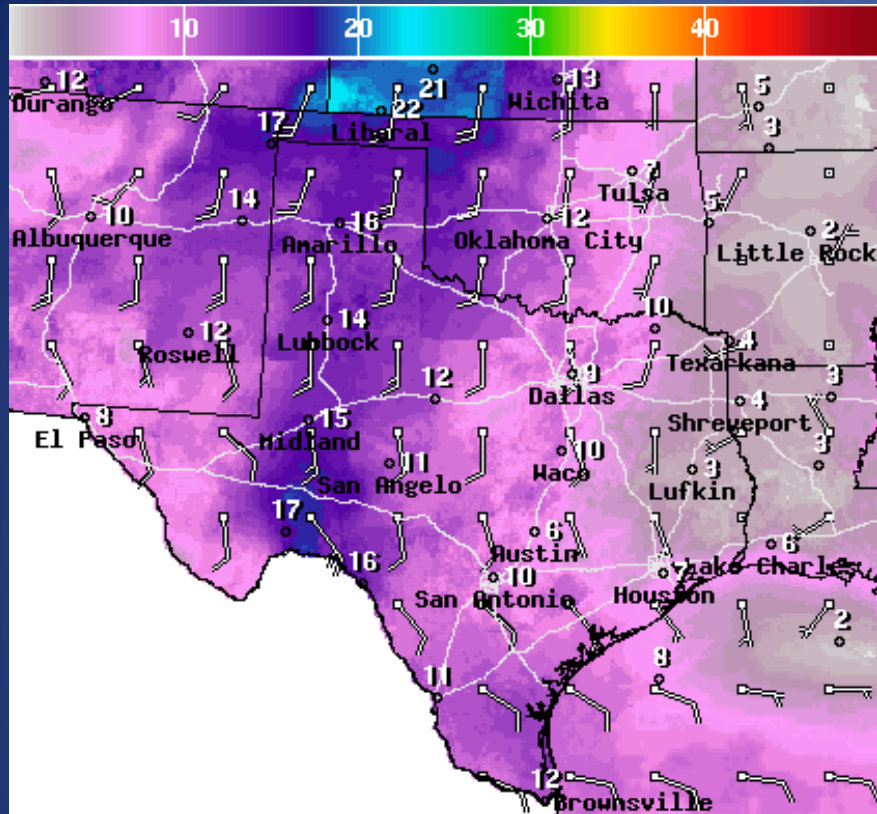 10 20 30 40
12 21 13 5
Durango Wichita
22
Liberal
17 3
7
Tulsa
10 14 16 12 5 2
Albuquerque Amarillo Oklahoma City Little Rock
12 14 10 4
Roswell Lubbock Texarkana
12 9 3
Dallas
8 15 4
El Paso Midland Shreveport
11 10 3 3
San Angelo Waco Lufkin
17 6 6
Austin Lake Charles
16 10 7
San Antonio Houston
2
11 8
12
Brownsville